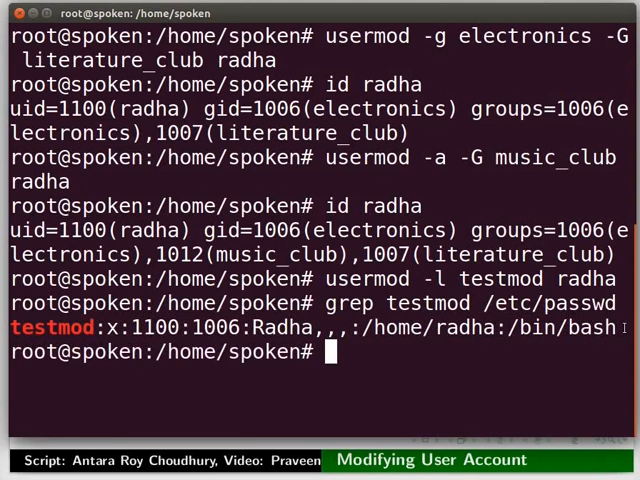 root@spoken: /home/spoken
root@spoken:/home/spoken# usermod -g electronics -G
literature_club radha
root@spoken:/home/spoken# id radha
uid=1100(radha) gid=1006(electronics) groups=1006(e
lectronics),1007(literature_club)
root@spoken:/home/spoken# usermod -a -G music_club
radha
root@spoken:/home/spoken# id radha
uid=1100(radha) gid=1006(electronics) groups=1006(e
lectronics),1012(music_club),1007(literature_club)
root@spoken:/home/spoken# usermod -l testmod radha
root@spoken:/home/spoken# grep testmod /etc/passwd
testmod:x:1100:1006:Radha,,,:/home/radha:/bin/bash
root@spoken:/home/spoken#
Script: Antara Roy Choudhury, Video: Praveen
Modifying User Account